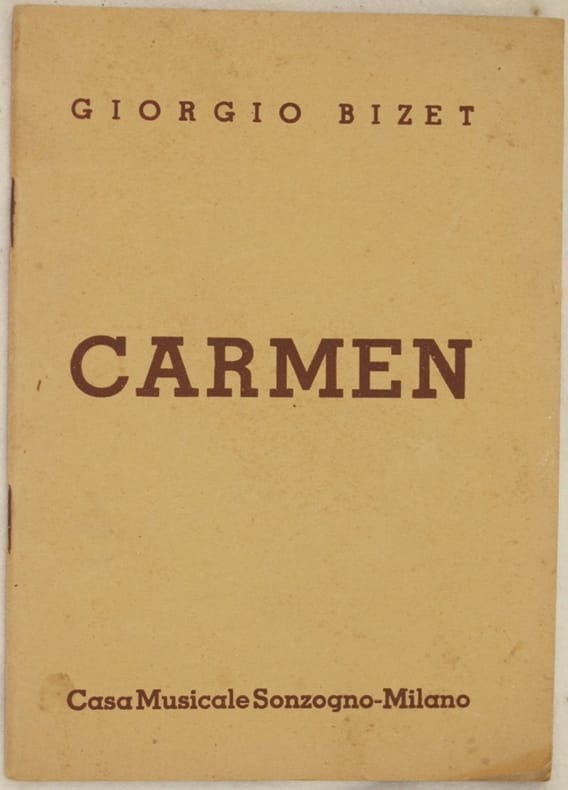 GIORGIO BIZET
CARMEN
Casa Musicale Sonzogno-Milano